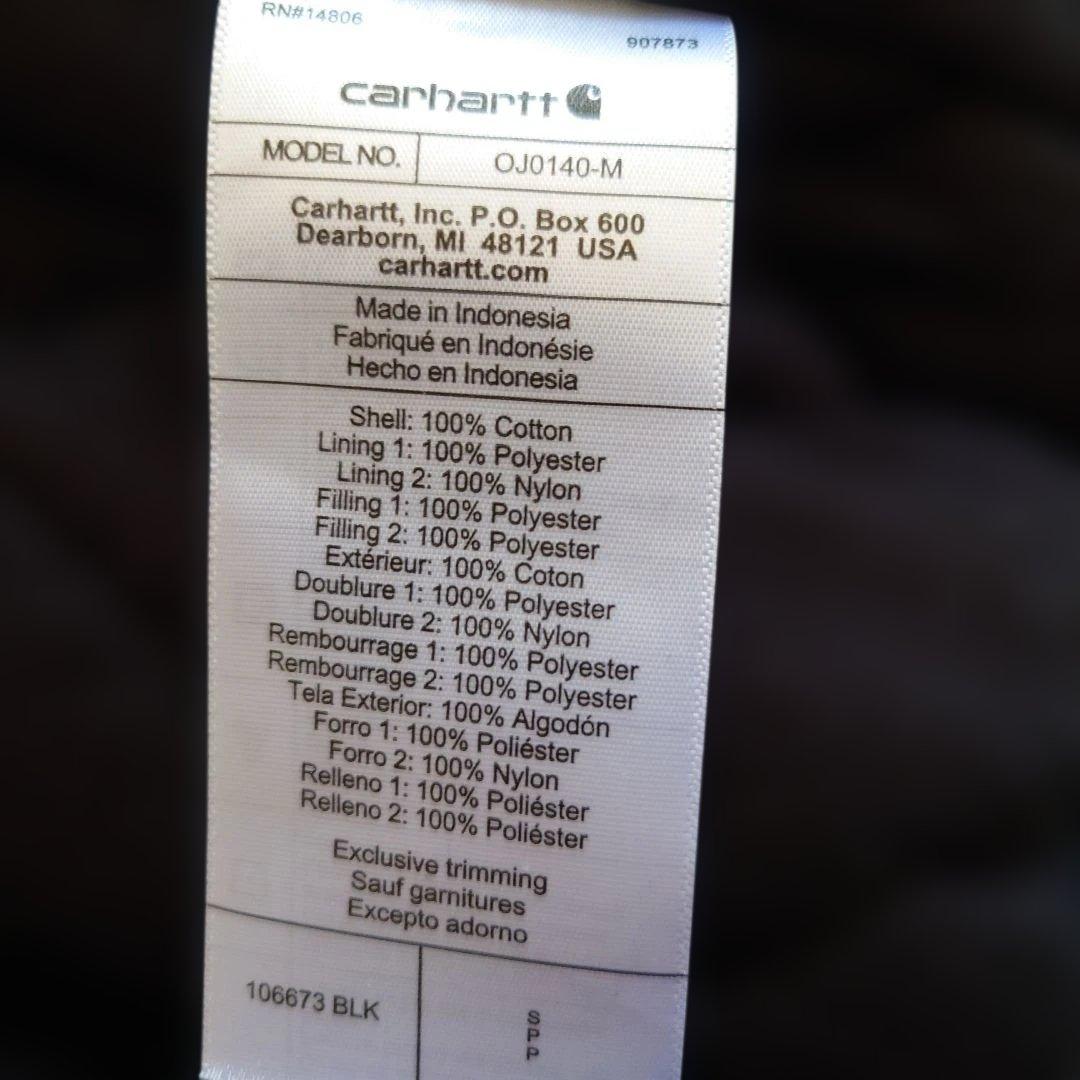 RN#14806
907873
carhartt
MODEL NO. OJ0140-M
Carhartt, Inc. P.O. Box 600
Dearborn, MI 48121 USA
carhartt.com
Made in Indonesia
Fabriqué en Indonésie
Hecho en Indonesia
Shell: 100% Cotton
Lining 1: 100% Polyester
Lining 2: 100% Nylon
Filling 1: 100% Polyester
Filling 2: 100% Polyester
Extérieur: 100% Coton
Doublure 1: 100% Polyester
Doublure 2: 100% Nylon
Rembourrage 1: 100% Polyester
Rembourrage 2: 100% Polyester
Tela Exterior: 100% Algodón
Forro 1: 100% Poliéster
Forro 2: 100% Nylon
Relleno 1: 100% Poliéster
Relleno 2: 100% Poliéster
Exclusive trimming
Sauf garnitures
Excepto adorno
106673 BLK
S
P
P